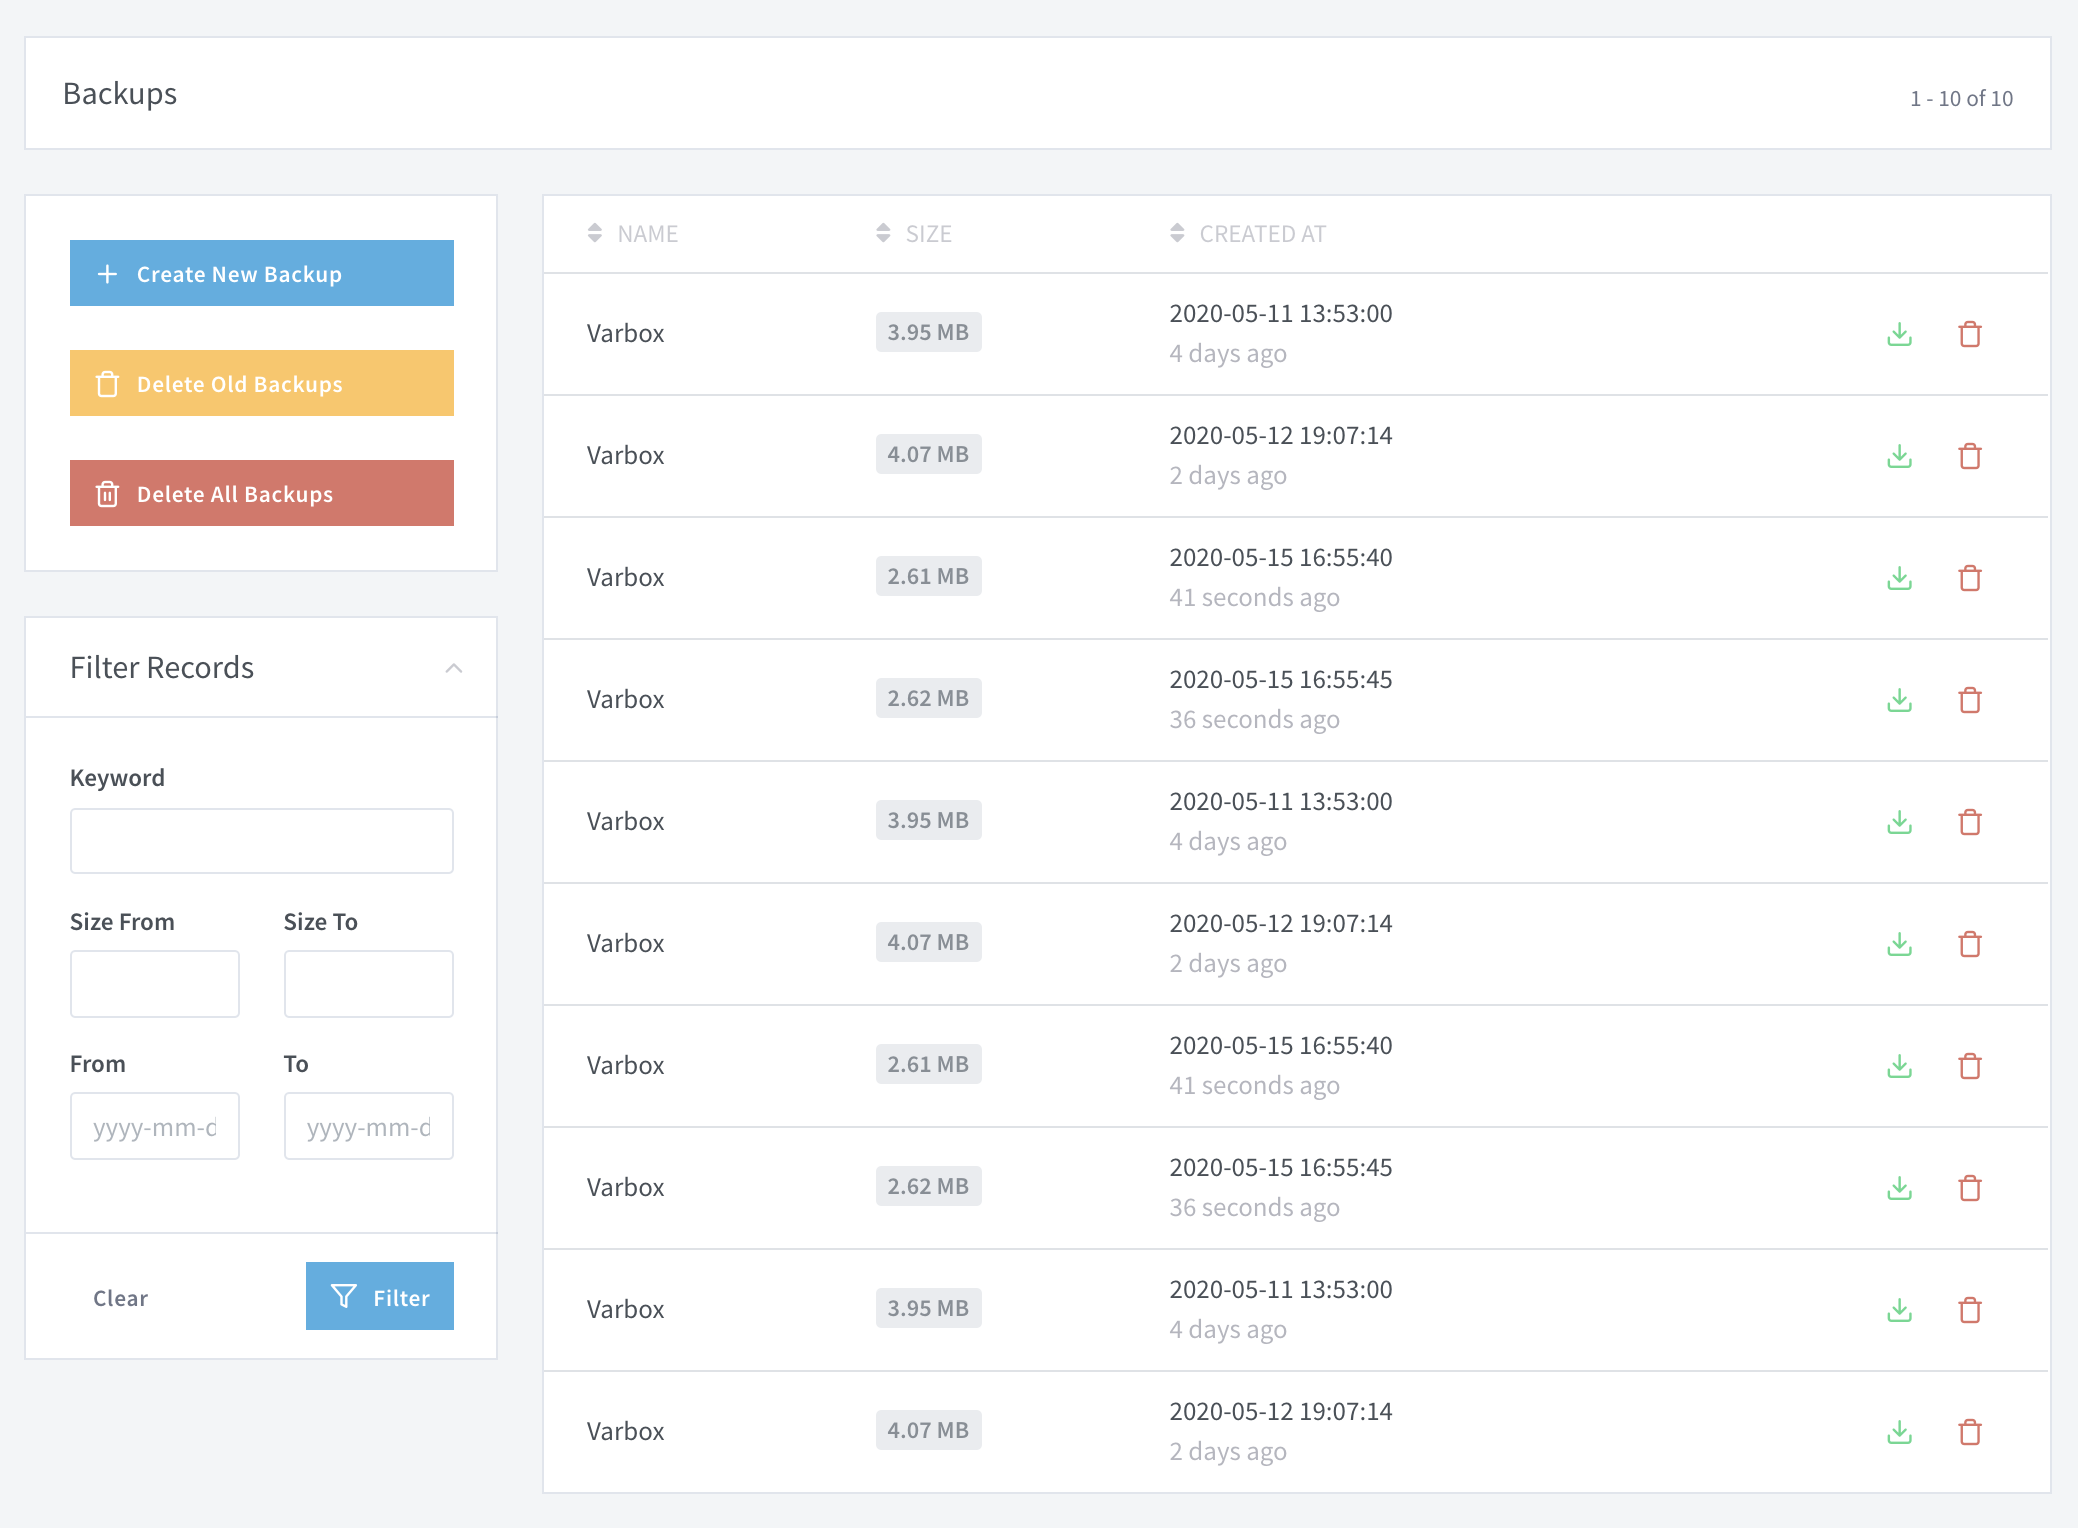 Backups
1 - 10 of 10
Create New Backup
Delete Old Backups
Delete All Backups
Filter Records
Keyword
Size From Size To
From To
yyyy-mm-d yyyy-mm-d
Clear Filter
NAME SIZE CREATED AT
Varbox 3.95 MB 2020-05-11 13:53:00
4 days ago
Varbox 4.07 MB 2020-05-12 19:07:14
2 days ago
Varbox 2.61 MB 2020-05-15 16:55:40
41 seconds ago
Varbox 2.62 MB 2020-05-15 16:55:45
36 seconds ago
Varbox 3.95 MB 2020-05-11 13:53:00
4 days ago
Varbox 4.07 MB 2020-05-12 19:07:14
2 days ago
Varbox 2.61 MB 2020-05-15 16:55:40
41 seconds ago
Varbox 2.62 MB 2020-05-15 16:55:45
36 seconds ago
Varbox 3.95 MB 2020-05-11 13:53:00
4 days ago
Varbox 4.07 MB 2020-05-12 19:07:14
2 days ago